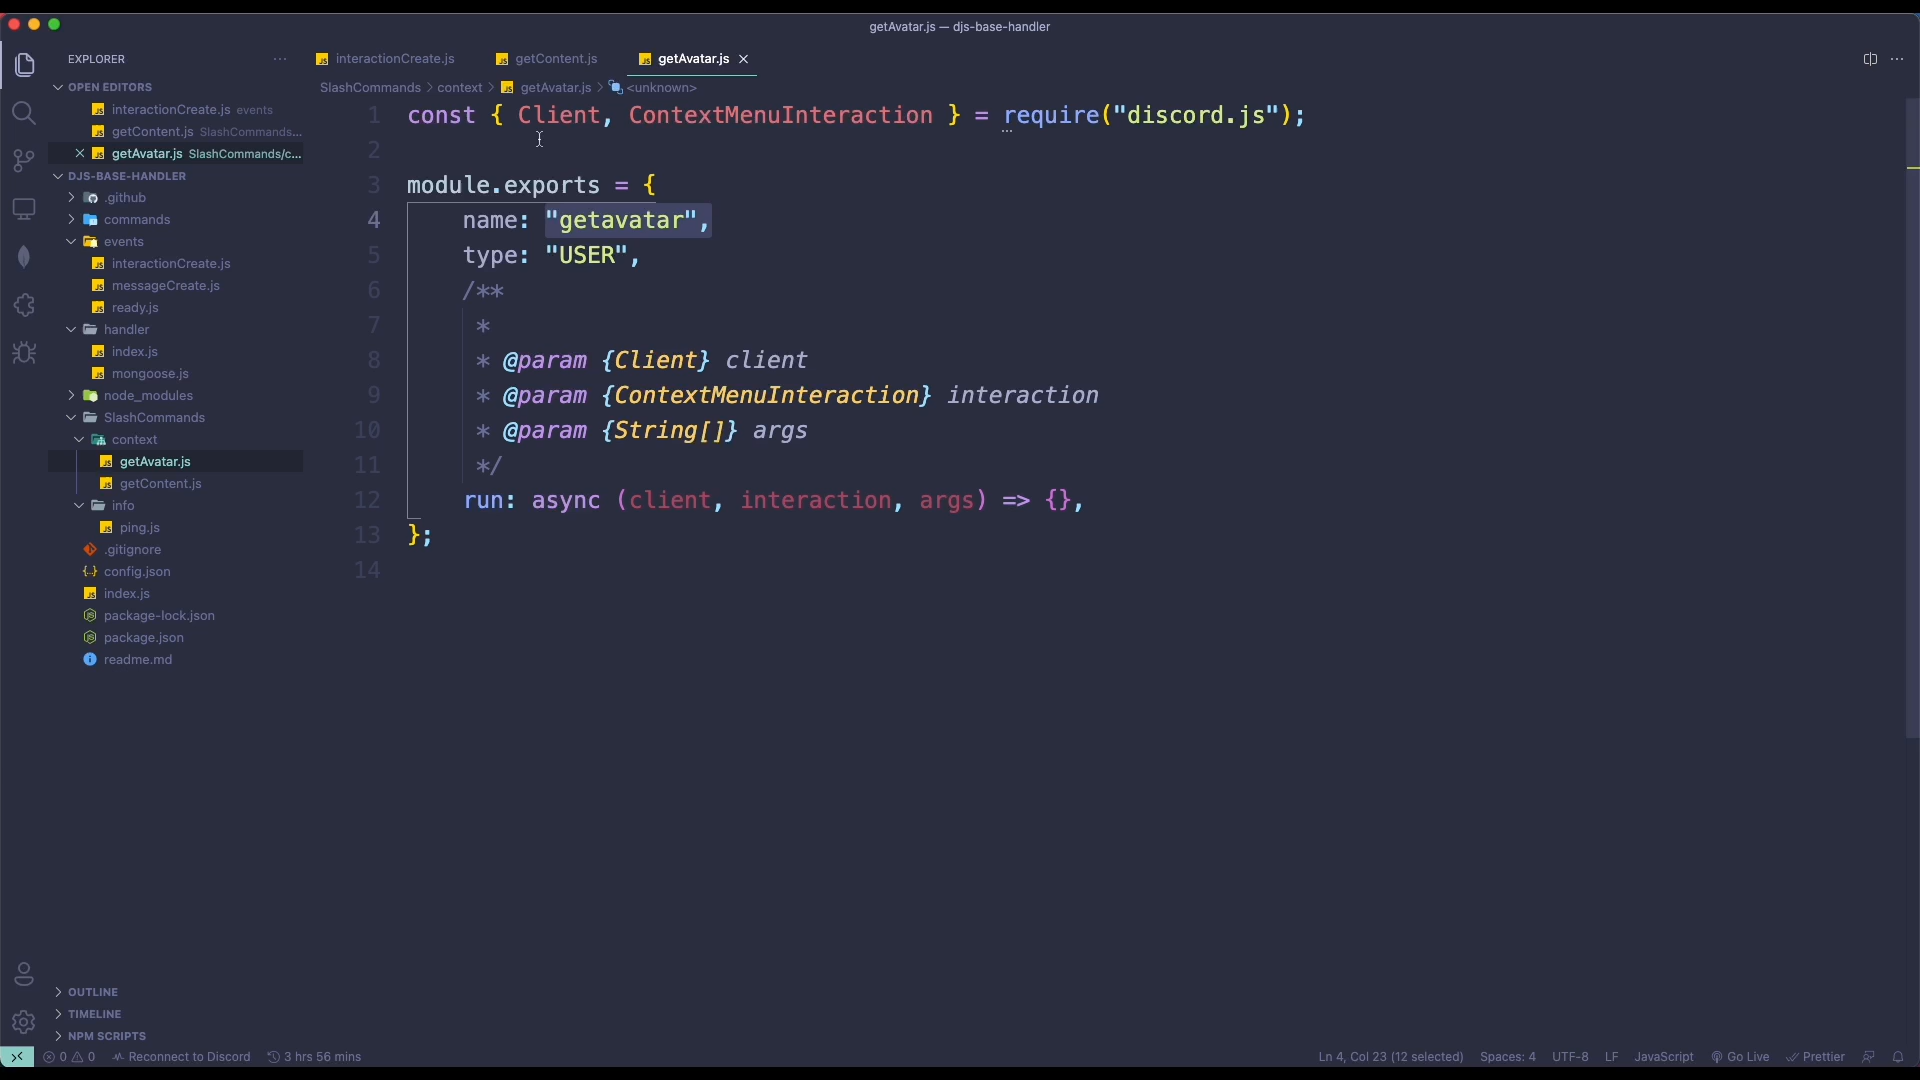 getAvatar.js — djs-base-handler
EXPLORER
OPEN EDITORS
interactionCreate.js events
getContent.js SlashCommands...
getAvatar.js SlashCommands/c...
DJS-BASE-HANDLER
.github
commands
events
interactionCreate.js
messageCreate.js
ready.js
handler
index.js
mongoose.js
node_modules
SlashCommands
context
getAvatar.js
getContent.js
info
ping.js
.gitignore
config.json
index.js
package-lock.json
package.json
readme.md
OUTLINE
TIMELINE
NPM SCRIPTS
interactionCreate.js getContent.js getAvatar.js
SlashCommands > context > getAvatar.js > <unknown>
1 const { Client, ContextMenuInteraction } = require("discord.js");
2
3 module.exports = {
4 name: "getavatar",
5 type: "USER",
6 /**
7 *
8 * @param {Client} client
9 * @param {ContextMenuInteraction} interaction
10 * @param {String[]} args
11 */
12 run: async (client, interaction, args) => {},
13 };
14
0 0 Reconnect to Discord 3 hrs 56 mins Ln 4, Col 23 (12 selected) Spaces: 4 UTF-8 LF JavaScript Go Live Prettier